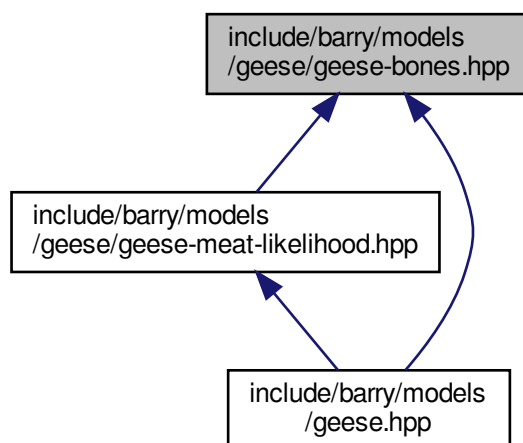 include/barry/models
/geese/geese-bones.hpp
include/barry/models
/geese/geese-meat-likelihood.hpp
include/barry/models
/geese.hpp